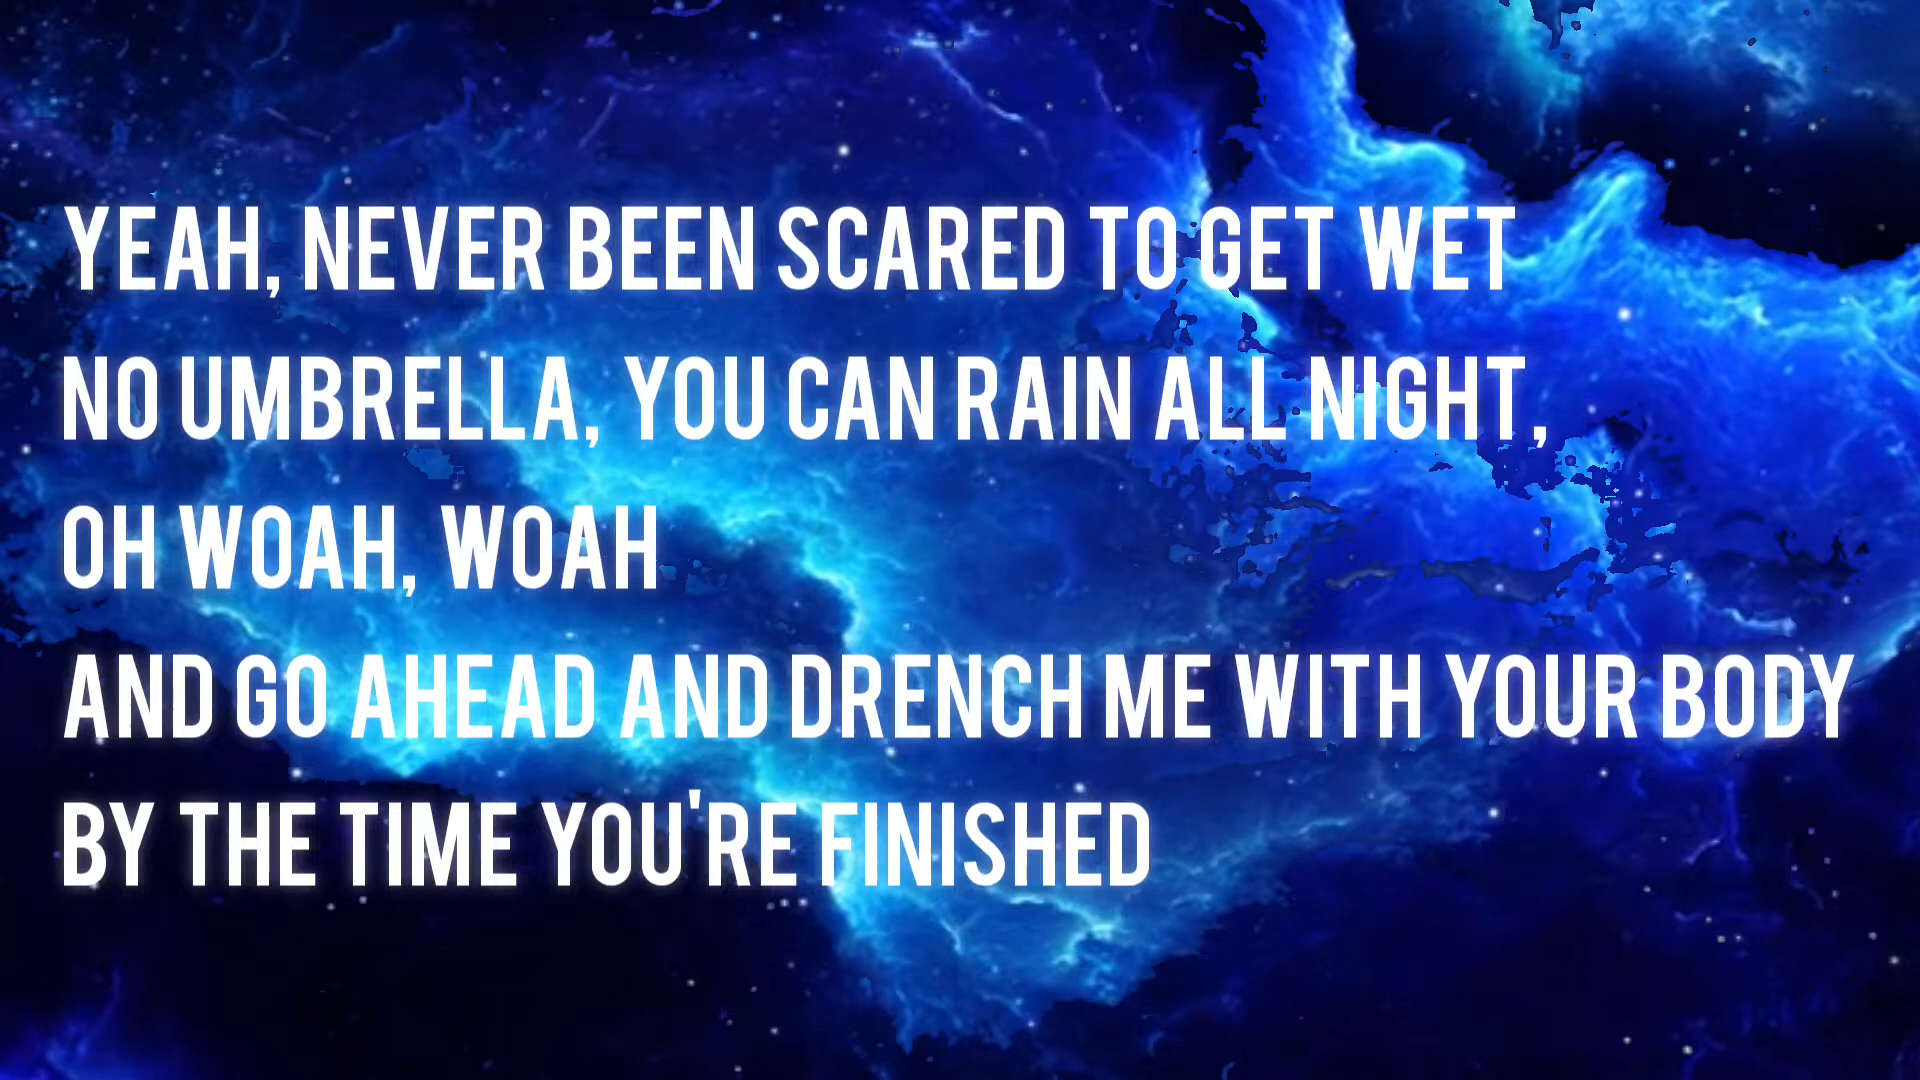 YEAH, NEVER BEEN SCARED TO GET WET
NO UMBRELLA, YOU CAN RAIN ALL NIGHT,
OH WOAH, WOAH
AND GO AHEAD AND DRENCH ME WITH YOUR BODY
BY THE TIME YOU'RE FINISHED